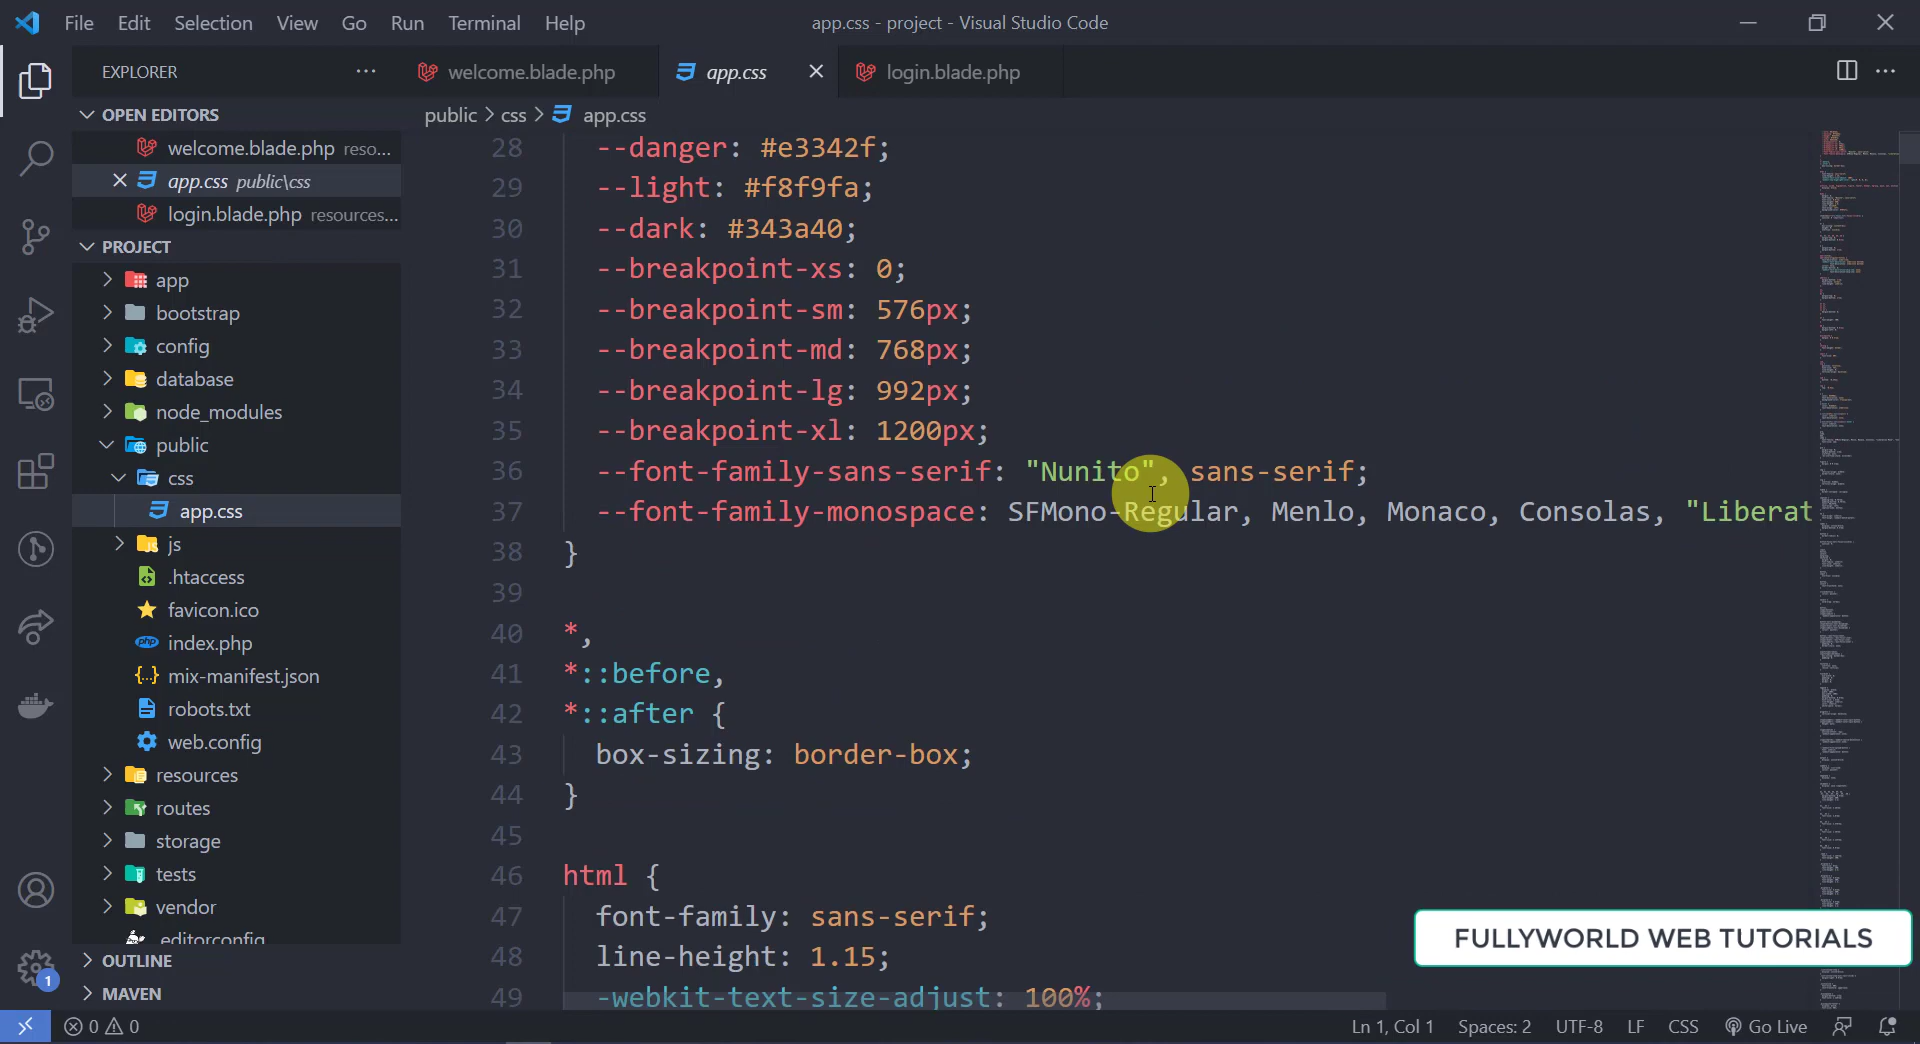 File Edit Selection View Go Run Terminal Help app.css - project - Visual Studio Code
EXPLORER
welcome.blade.php app.css login.blade.php
OPEN EDITORS
public > css > app.css
welcome.blade.php reso...
app.css public\css
login.blade.php resources...
PROJECT
app
bootstrap
config
database
node_modules
public
css
app.css
js
.htaccess
favicon.ico
index.php
mix-manifest.json
robots.txt
web.config
resources
routes
storage
tests
vendor
.editorconfig
OUTLINE
MAVEN
28 --danger: #e3342f;
29 --light: #f8f9fa;
30 --dark: #343a40;
31 --breakpoint-xs: 0;
32 --breakpoint-sm: 576px;
33 --breakpoint-md: 768px;
34 --breakpoint-lg: 992px;
35 --breakpoint-xl: 1200px;
36 --font-family-sans-serif: "Nunito", sans-serif;
37 --font-family-monospace: SFMono-Regular, Menlo, Monaco, Consolas, "Liberat
38 }
39
40 *,
41 *::before,
42 *::after {
43 box-sizing: border-box;
44 }
45
46 html {
47 font-family: sans-serif;
48 line-height: 1.15;
49 -webkit-text-size-adjust: 100%;
FULLYWORLD WEB TUTORIALS
1
0 0 Ln 1, Col 1 Spaces: 2 UTF-8 LF CSS Go Live